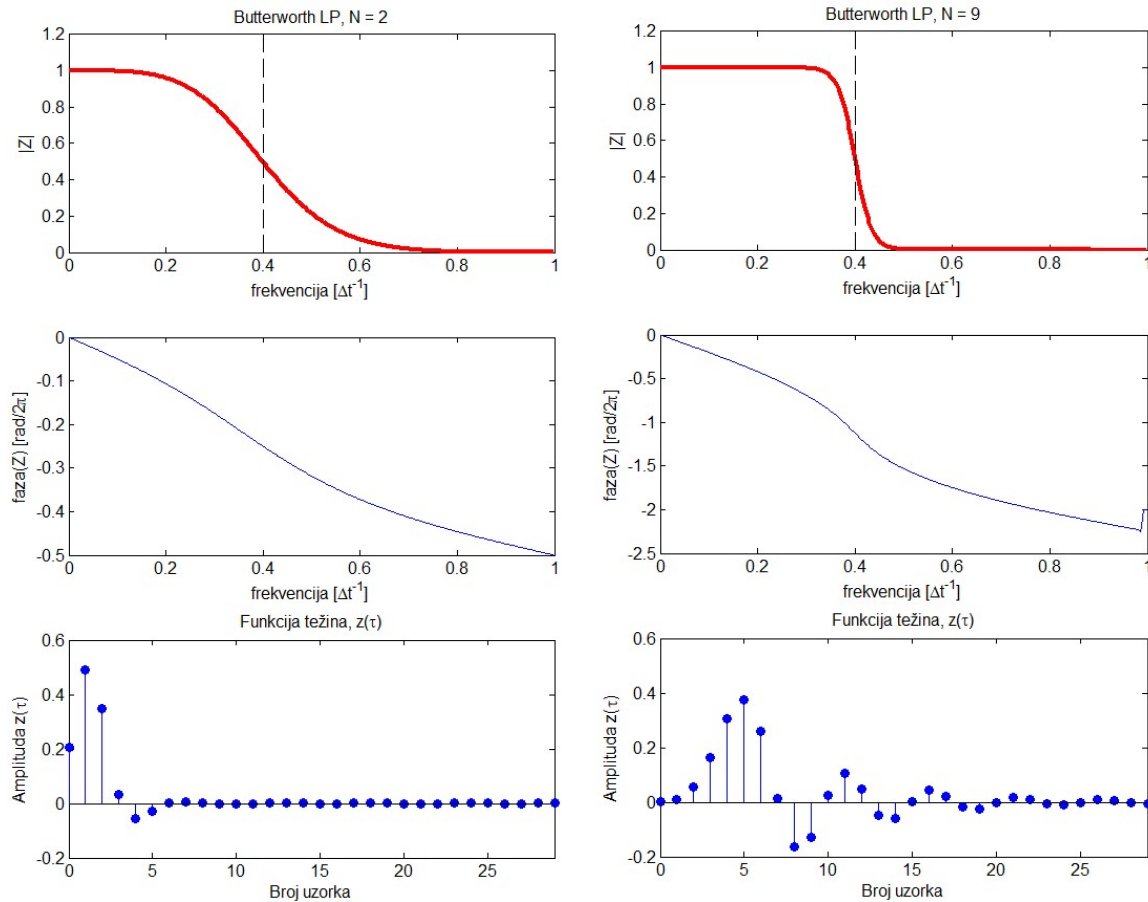 Butterworth LP, N = 2
1.2
1
0.8
0.6
0.4
0.2
0
|Z|
0 0.2 0.4 0.6 0.8 1
frekvencija [Δt⁻¹]
0
-0.1
-0.2
-0.3
-0.4
-0.5
faza(Z) [rad/2π]
0 0.2 0.4 0.6 0.8 1
frekvencija [Δt⁻¹]
Funkcija težina, z(τ)
0.6
0.4
0.2
0
-0.2
Amplituda z(τ)
0 5 10 15 20 25
Broj uzorka
Butterworth LP, N = 9
1.2
1
0.8
0.6
0.4
0.2
0
|Z|
0 0.2 0.4 0.6 0.8 1
frekvencija [Δt⁻¹]
0
-0.5
-1
-1.5
-2
-2.5
faza(Z) [rad/2π]
0 0.2 0.4 0.6 0.8 1
frekvencija [Δt⁻¹]
Funkcija težina, z(τ)
0.6
0.4
0.2
0
-0.2
Amplituda z(τ)
0 5 10 15 20 25
Broj uzorka